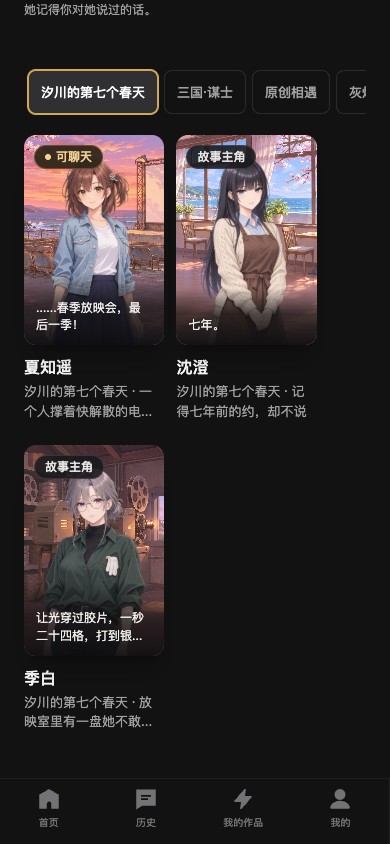 她记得你对她说过的话。
汐川的第七个春天
三国·谋士
原创相遇
可聊天
故事主角
……春季放映会，最
后一季！
七年。
夏知遥
沈澄
汐川的第七个春天 · 一
个人撑着快解散的电...
汐川的第七个春天 · 记
得七年前的约，却不说
故事主角
让光穿过胶片，一秒
二十四格，打到银...
季白
汐川的第七个春天 · 放
映室里有一盘她不敢...
首页
历史
我的作品
我的